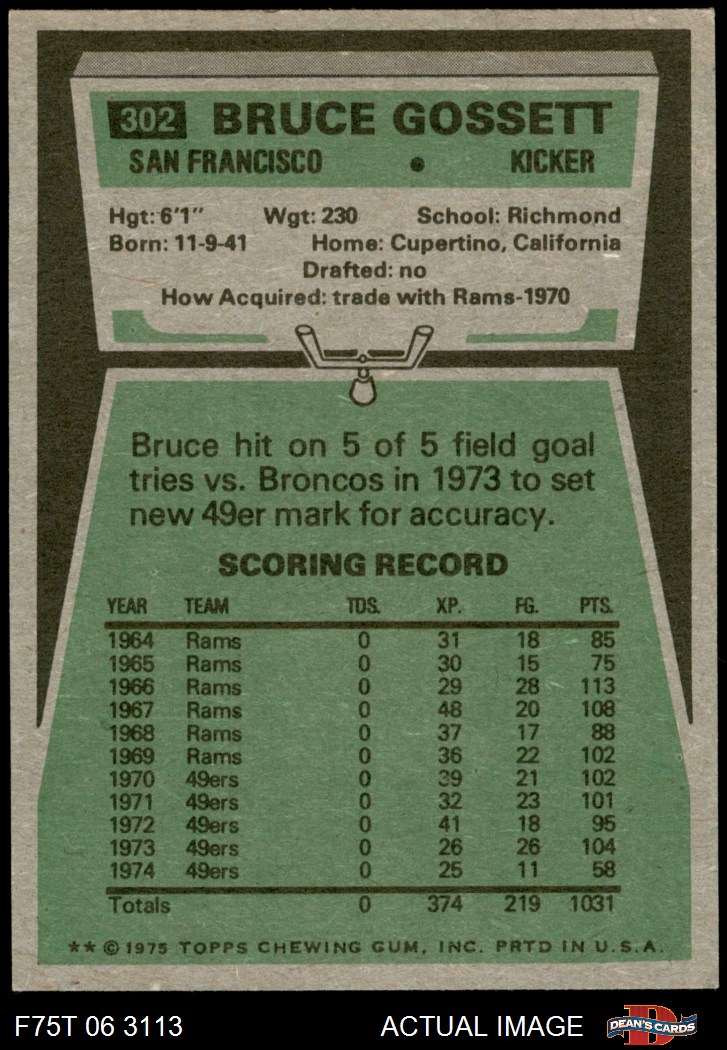 302 BRUCE GOSSETT
SAN FRANCISCO • KICKER
Hgt: 6'1" Wgt: 230 School: Richmond
Born: 11-9-41 Home: Cupertino, California
Drafted: no
How Acquired: trade with Rams-1970
Bruce hit on 5 of 5 field goal
tries vs. Broncos in 1973 to set
new 49er mark for accuracy.
SCORING RECORD
YEAR TEAM TDS. XP. FG. PTS.
1964 Rams 0 31 18 85
1965 Rams 0 30 15 75
1966 Rams 0 29 28 113
1967 Rams 0 48 20 108
1968 Rams 0 37 17 88
1969 Rams 0 36 22 102
1970 49ers 0 39 21 102
1971 49ers 0 32 23 101
1972 49ers 0 41 18 95
1973 49ers 0 26 26 104
1974 49ers 0 25 11 58
Totals 0 374 219 1031
** © 1975 TOPPS CHEWING GUM, INC. PRTD IN U.S.A.
F75T 06 3113 ACTUAL IMAGE D DEAN'S CARDS